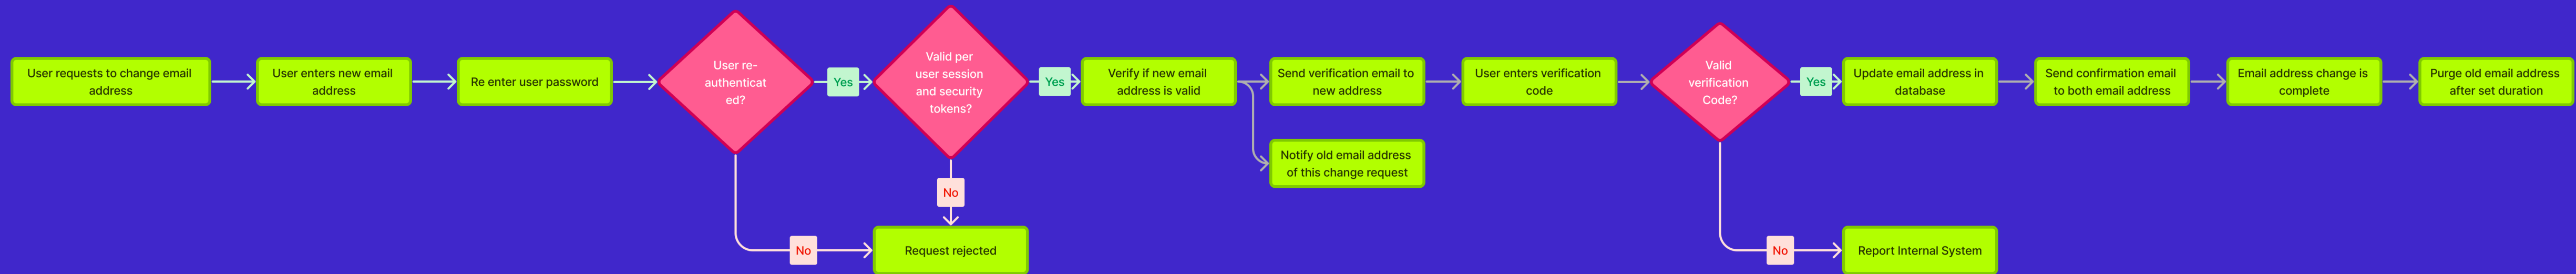 User requests to change email
address
User enters new email
address
Re enter user password
User re-
authenticat
ed?
Yes
Valid per
user session
and security
tokens?
Yes
Verify if new email
address is valid
Send verification email to
new address
User enters verification
code
Valid
verification
Code?
Yes
Update email address in
database
Send confirmation email
to both email address
Email address change is
complete
Purge old email address
after set duration
Notify old email address
of this change request
No
No
Request rejected
No
Report Internal System